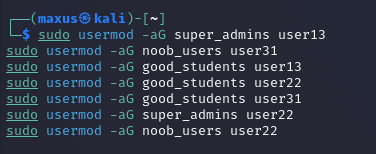 ┌──(maxus㉿kali)-[~]
└─$ sudo usermod -aG super_admins user13
sudo usermod -aG noob_users user31
sudo usermod -aG good_students user13
sudo usermod -aG good_students user22
sudo usermod -aG good_students user31
sudo usermod -aG super_admins user22
sudo usermod -aG noob_users user22